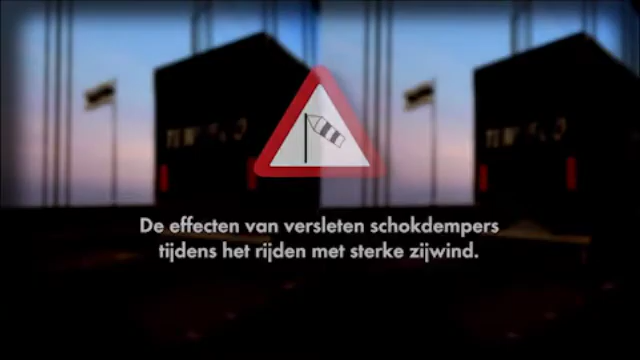 De effecten van versleten schokdempers
tijdens het rijden met sterke zijwind.